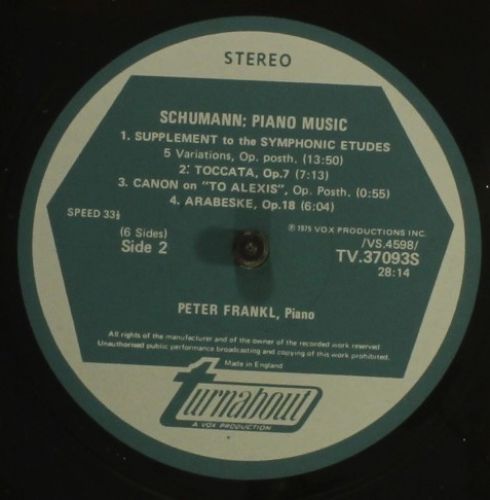 STEREO
SCHUMANN: PIANO MUSIC
1. SUPPLEMENT to the SYMPHONIC ETUDES
5 Variations, Op. posth. (13:50)
2. TOCCATA, Op.7 (7:13)
3. CANON on "TO ALEXIS", Op. Posth. (0:55)
4. ARABESKE, Op.18 (6:04)
SPEED 33⅓
(6 Sides)
Side 2
℗ 1975 VOX PRODUCTIONS INC.
/VS.4598/
TV.37093S
28:14
PETER FRANKL, Piano
All rights of the manufacturer and of the owner of the recorded work reserved
Unauthorised public performance broadcasting and copying of this work prohibited.
Made in England
turnabout
A VOX PRODUCTION